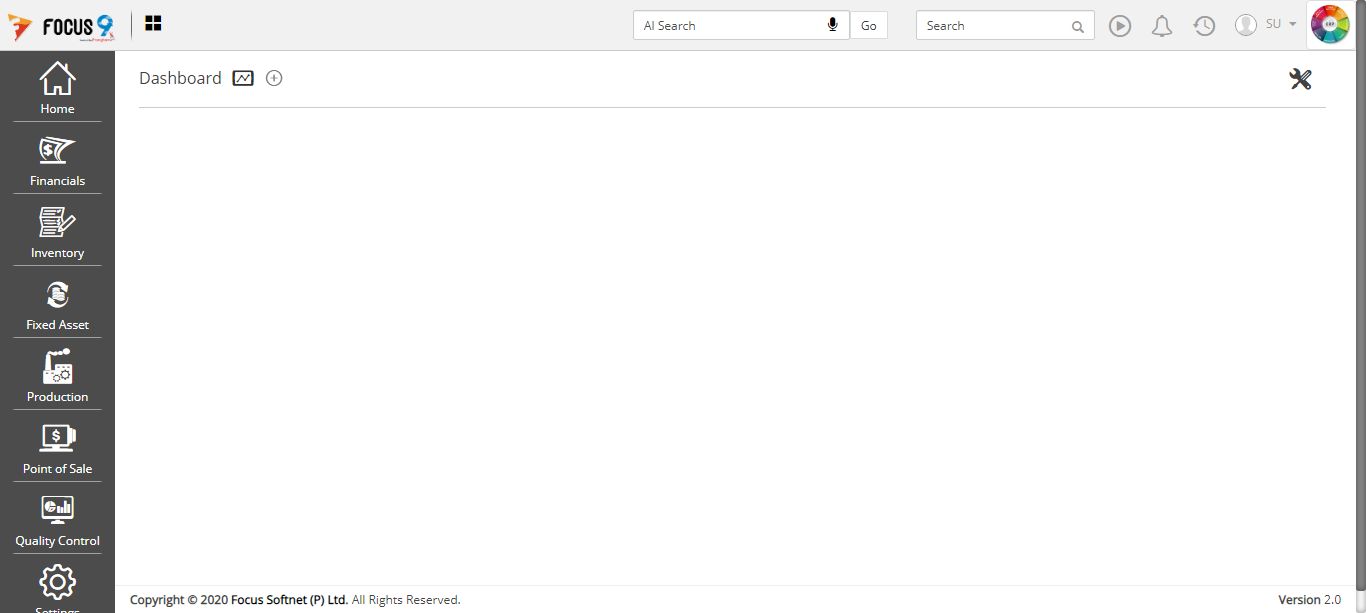 FOCUS 9
AI Search
Go
Search
SU
ERP
Home
Financials
Inventory
Fixed Asset
Production
Point of Sale
Quality Control
Settings
Dashboard
Copyright © 2020 Focus Softnet (P) Ltd. All Rights Reserved.
Version 2.0